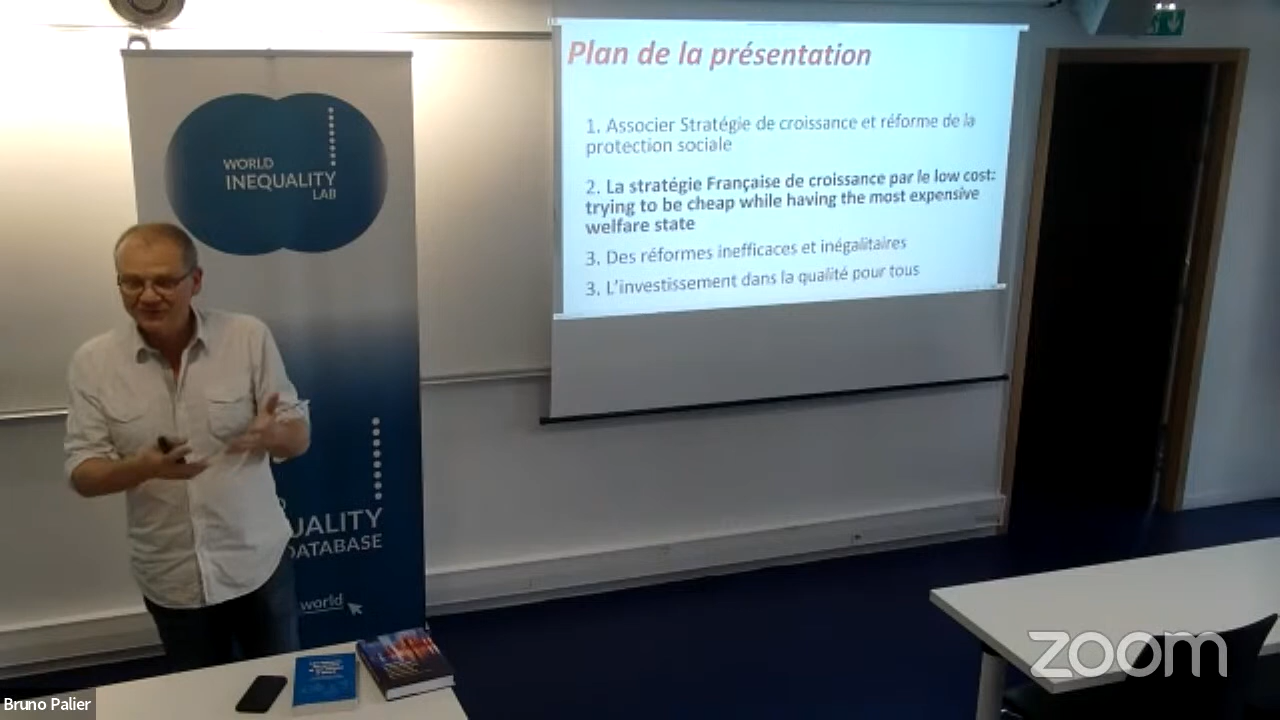 WORLD
INEQUALITY
LAB
Plan de la présentation
1. Associer Stratégie de croissance et réforme de la
protection sociale
2. La stratégie Française de croissance par le low cost:
trying to be cheap while having the most expensive
welfare state
3. Des réformes inefficaces et inégalitaires
3. L'investissement dans la qualité pour tous
UALITY
DATABASE
world
zoom
Bruno Palier